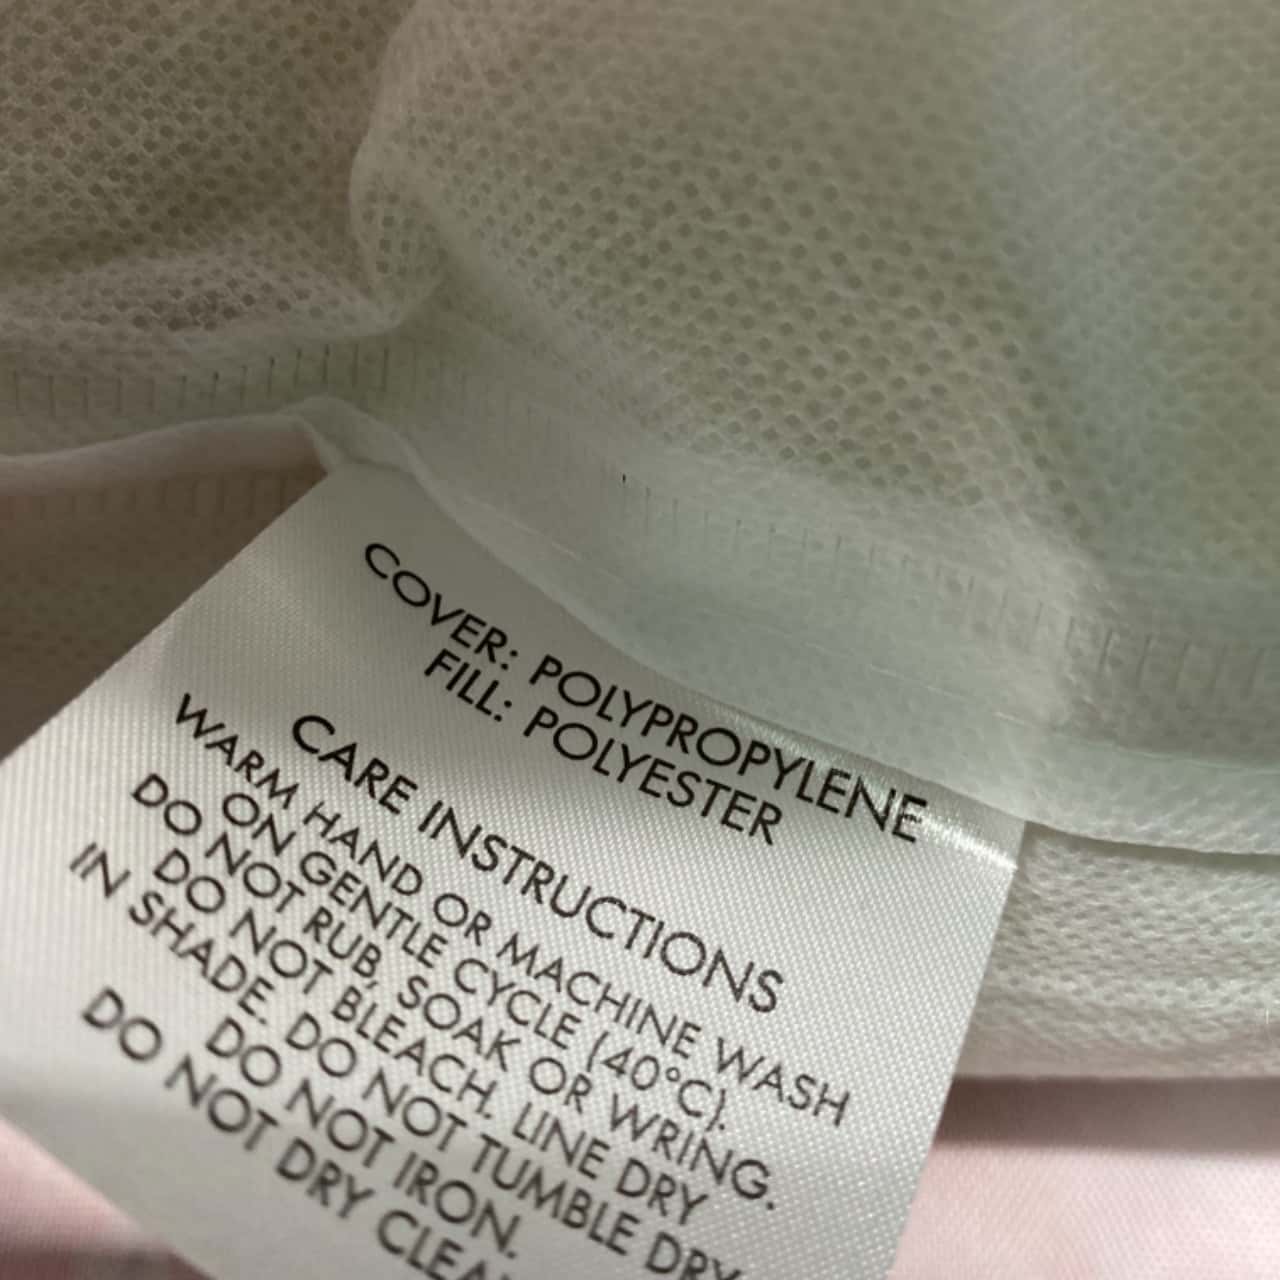 COVER: POLYPROPYLENE
FILL: POLYESTER
CARE INSTRUCTIONS
WARM HAND OR MACHINE WASH
ON GENTLE CYCLE (40°C).
DO NOT RUB, SOAK OR WRING.
DO NOT BLEACH. LINE DRY
IN SHADE. DO NOT TUMBLE DRY
DO NOT IRON.
DO NOT DRY